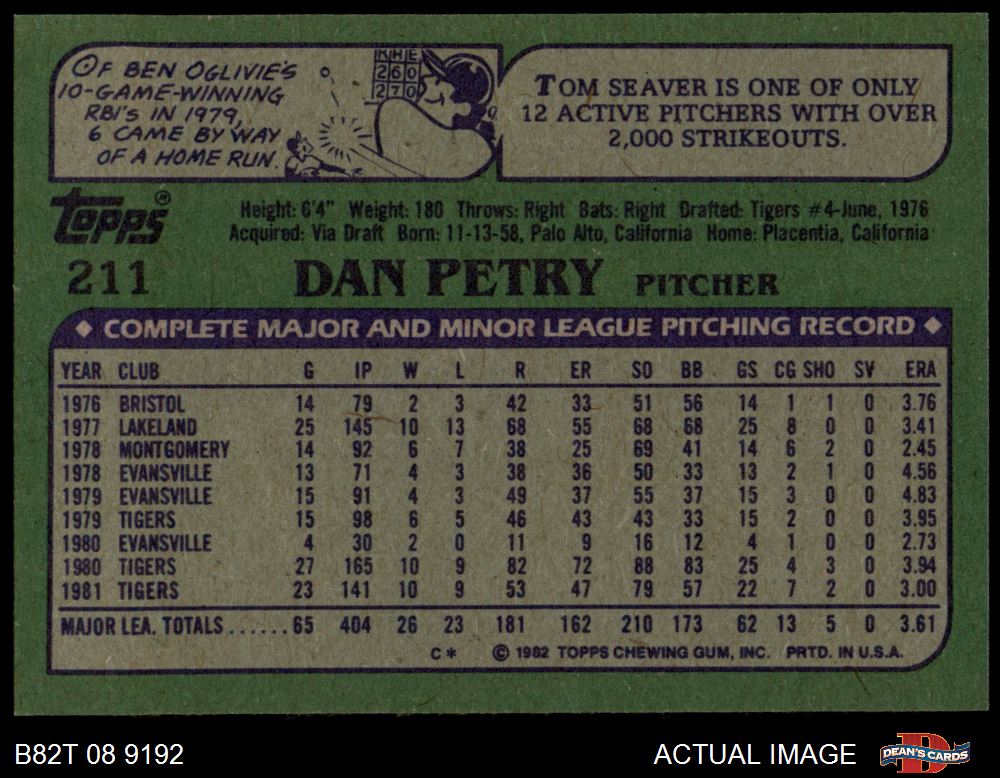 OF BEN OGLIVIE'S
10-GAME-WINNING
RBI'S IN 1979,
6 CAME BY WAY
OF A HOME RUN.
R H E
2 6 0
2 7 0
TOM SEAVER IS ONE OF ONLY
12 ACTIVE PITCHERS WITH OVER
2,000 STRIKEOUTS.
Topps®
Height: 6'4" Weight: 180 Throws: Right Bats: Right Drafted: Tigers #4-June, 1976
Acquired: Via Draft Born: 11-13-58, Palo Alto, California Home: Placentia, California
211 DAN PETRY PITCHER
◆ COMPLETE MAJOR AND MINOR LEAGUE PITCHING RECORD ◆
YEAR CLUB G IP W L R ER SO BB GS CG SHO SV ERA
1976 BRISTOL 14 79 2 3 42 33 51 56 14 1 1 0 3.76
1977 LAKELAND 25 145 10 13 68 55 68 68 25 8 0 0 3.41
1978 MONTGOMERY 14 92 6 7 38 25 69 41 14 6 2 0 2.45
1978 EVANSVILLE 13 71 4 3 38 36 50 33 13 2 1 0 4.56
1979 EVANSVILLE 15 91 4 3 49 37 55 37 15 3 0 0 4.83
1979 TIGERS 15 98 6 5 46 43 43 33 15 2 0 0 3.95
1980 EVANSVILLE 4 30 2 0 11 9 16 12 4 1 0 0 2.73
1980 TIGERS 27 165 10 9 82 72 88 83 25 4 3 0 3.94
1981 TIGERS 23 141 10 9 53 47 79 57 22 7 2 0 3.00
MAJOR LEA. TOTALS......65 404 26 23 181 162 210 173 62 13 5 0 3.61
C* © 1982 TOPPS CHEWING GUM, INC. PRTD. IN U.S.A.
B82T 08 9192 ACTUAL IMAGE DEAN'S CARDS